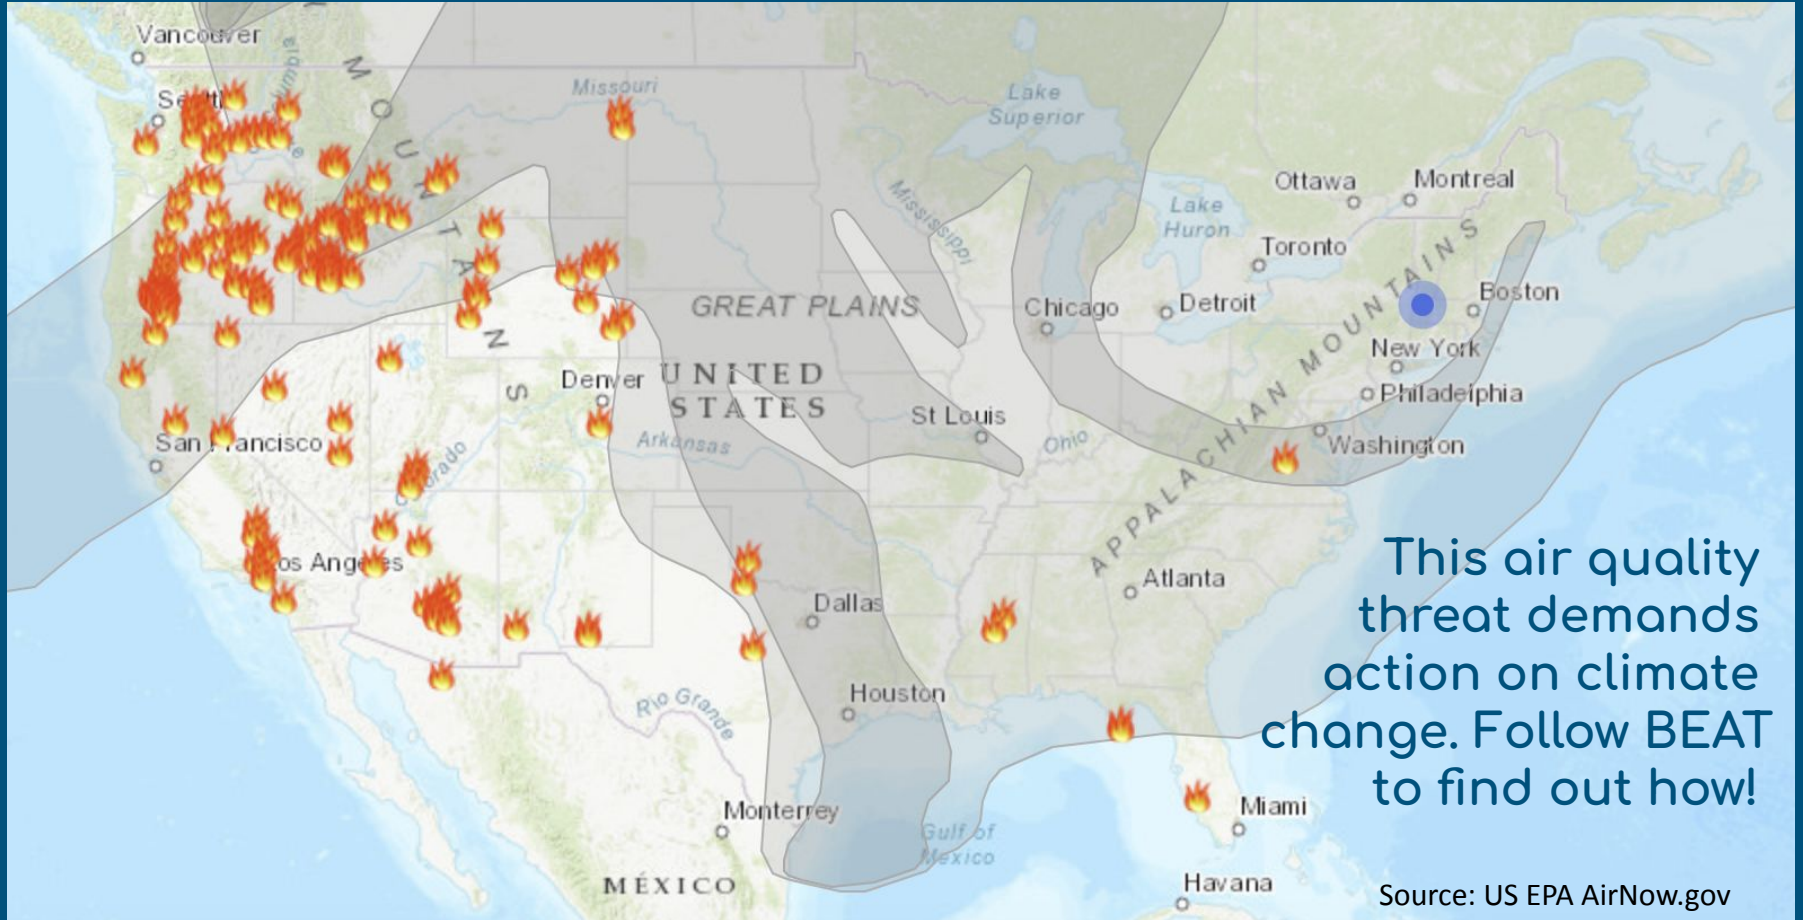 Vancouver
Seattle
Columbia
MOUNTAINS
Missouri
Lake
Superior
Ottawa
Montreal
Mississippi
Lake
Huron
Toronto
GREAT PLAINS
Chicago
Detroit
Boston
APPALACHIAN MOUNTAINS
New York
Denver
UNITED
STATES
Philadelphia
St Louis
San Francisco
Colorado
Arkansas
Ohio
Washington
Los Angeles
Atlanta
Dallas
Houston
Rio Grande
Monterrey
Gulf of
Mexico
Miami
MÉXICO
Havana
This air quality
threat demands
action on climate
change. Follow BEAT
to find out how!
Source: US EPA AirNow.gov